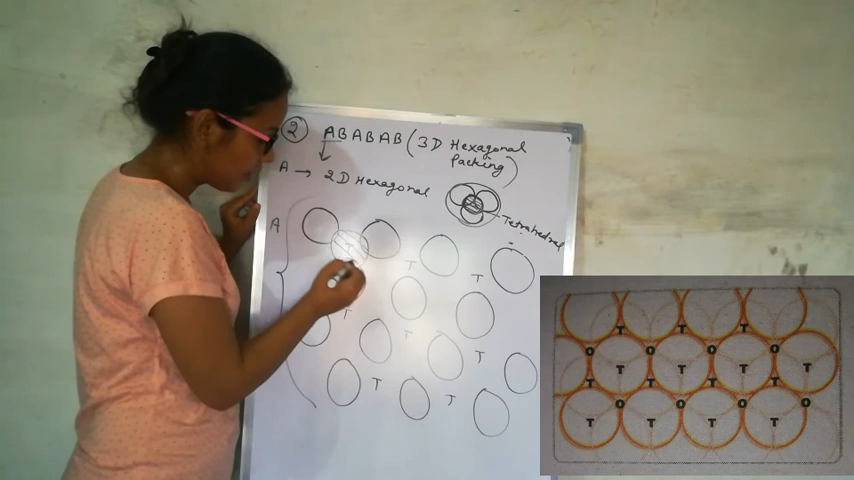 ② ABABAB (3D Hexagonal
Packing)
A → 2D Hexagonal
Tetrahedral
A
T
T
T
T
T
T
T
T T T
O O O O
T T T T
T T T T
O O O O
T T T T